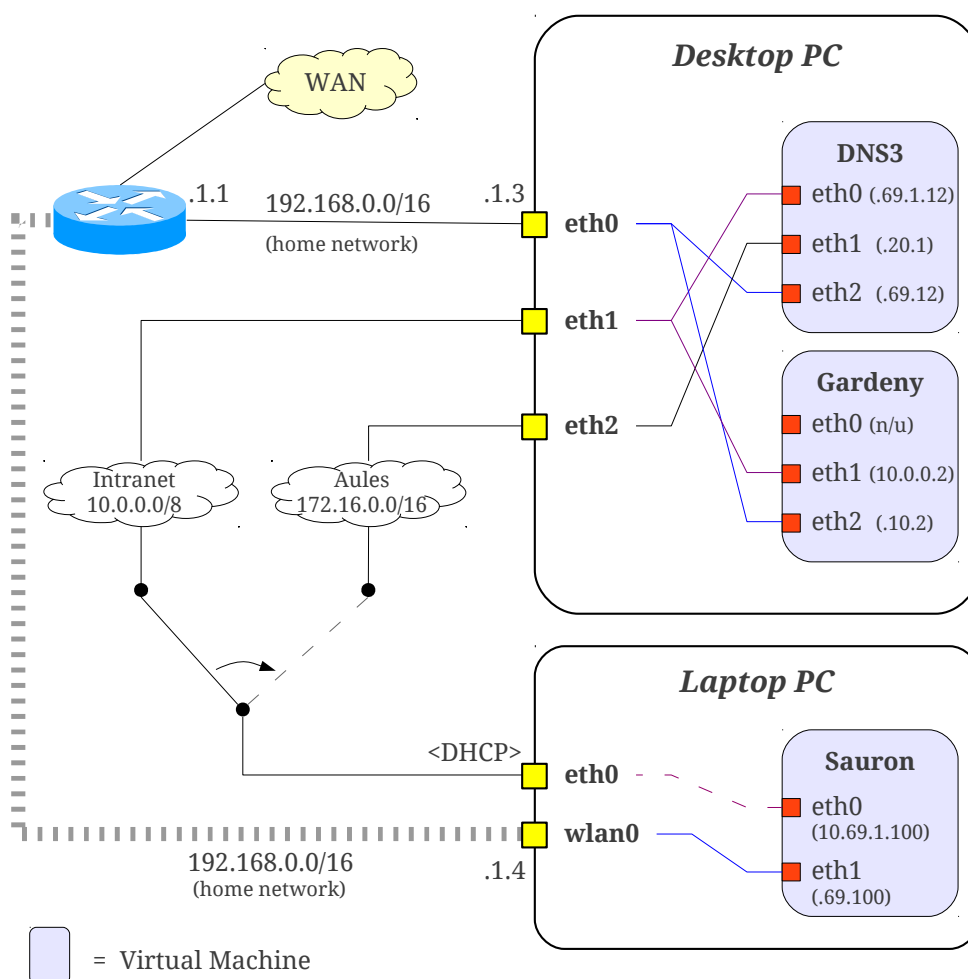 Desktop PC
WAN
DNS3
eth0 (.69.1.12)
eth1 (.20.1)
eth2 (.69.12)
.1.1
192.168.0.0/16
(home network)
.1.3
eth0
eth1
eth2
Gardeny
eth0 (n/u)
eth1 (10.0.0.2)
eth2 (.10.2)
Intranet
10.0.0.0/8
Aules
172.16.0.0/16
Laptop PC
<DHCP>
eth0
wlan0
Sauron
eth0
(10.69.1.100)
eth1
(.69.100)
192.168.0.0/16
(home network)
.1.4
= Virtual Machine